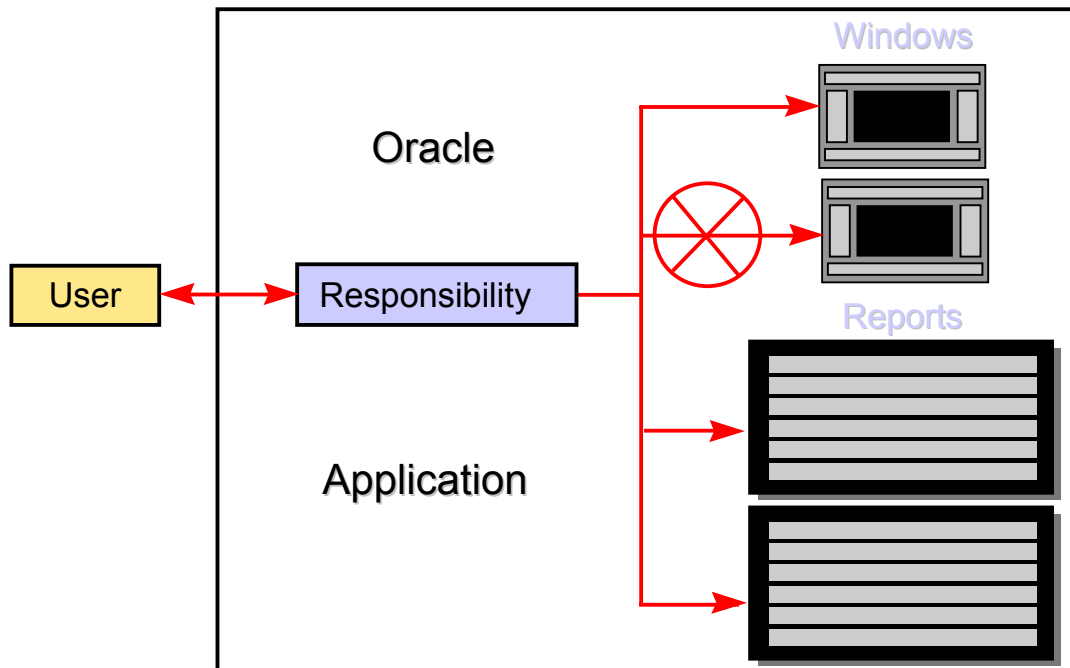 Windows
Oracle
User
Responsibility
Reports
Application